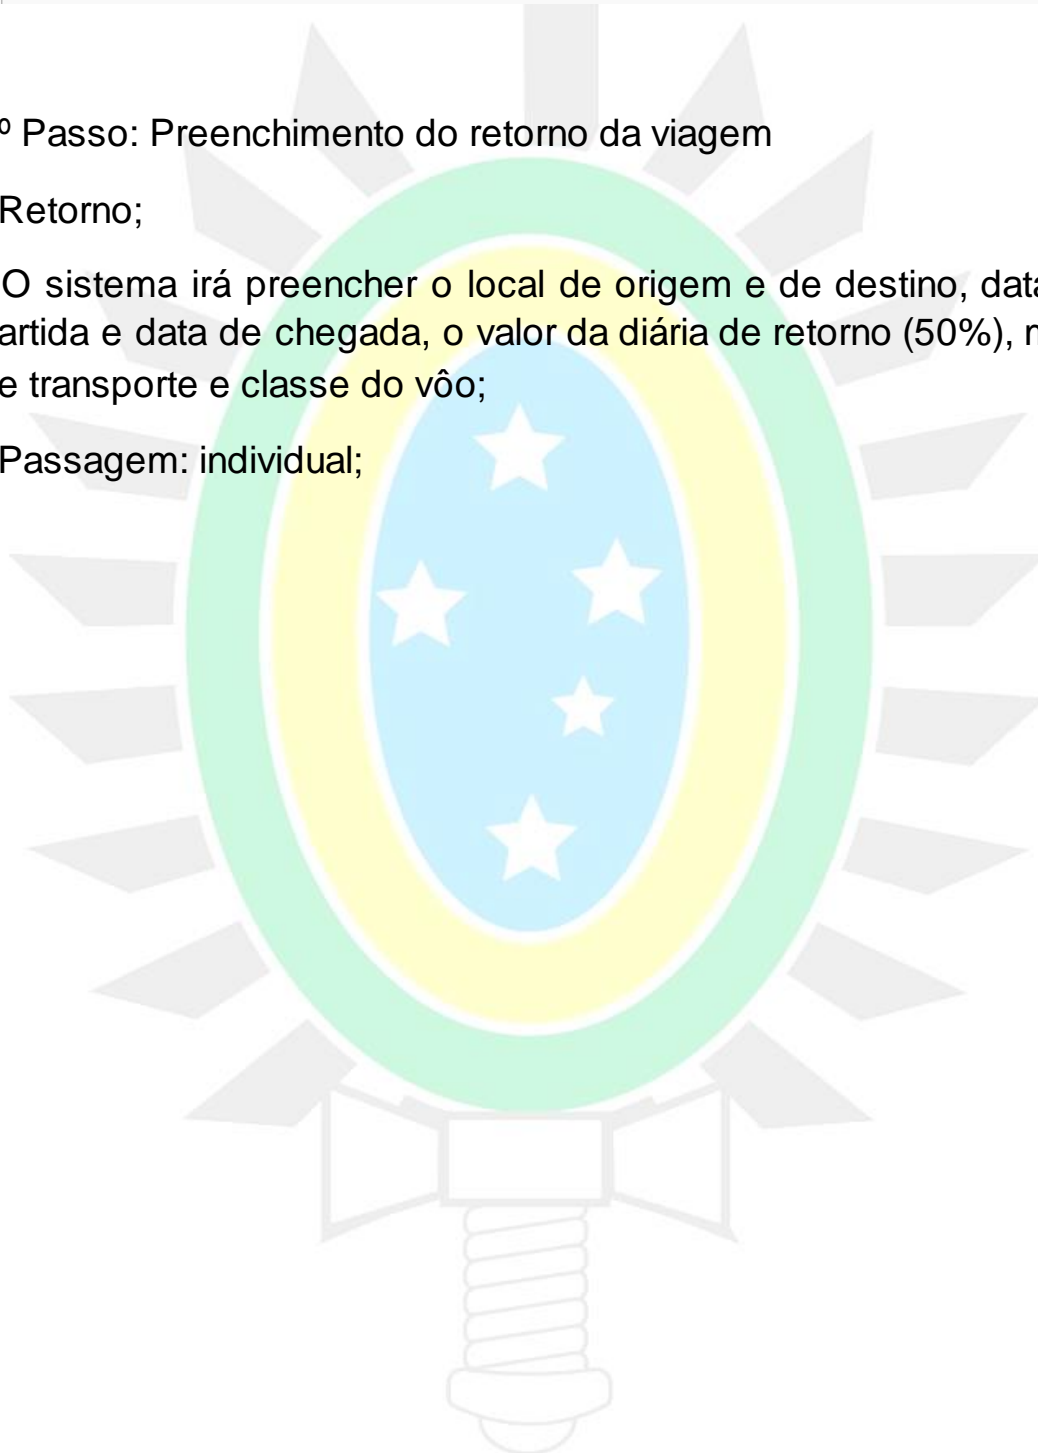 º Passo: Preenchimento do retorno da viagem
Retorno;
O sistema irá preencher o local de origem e de destino, data
artida e data de chegada, o valor da diária de retorno (50%),
e transporte e classe do vôo;
Passagem: individual;